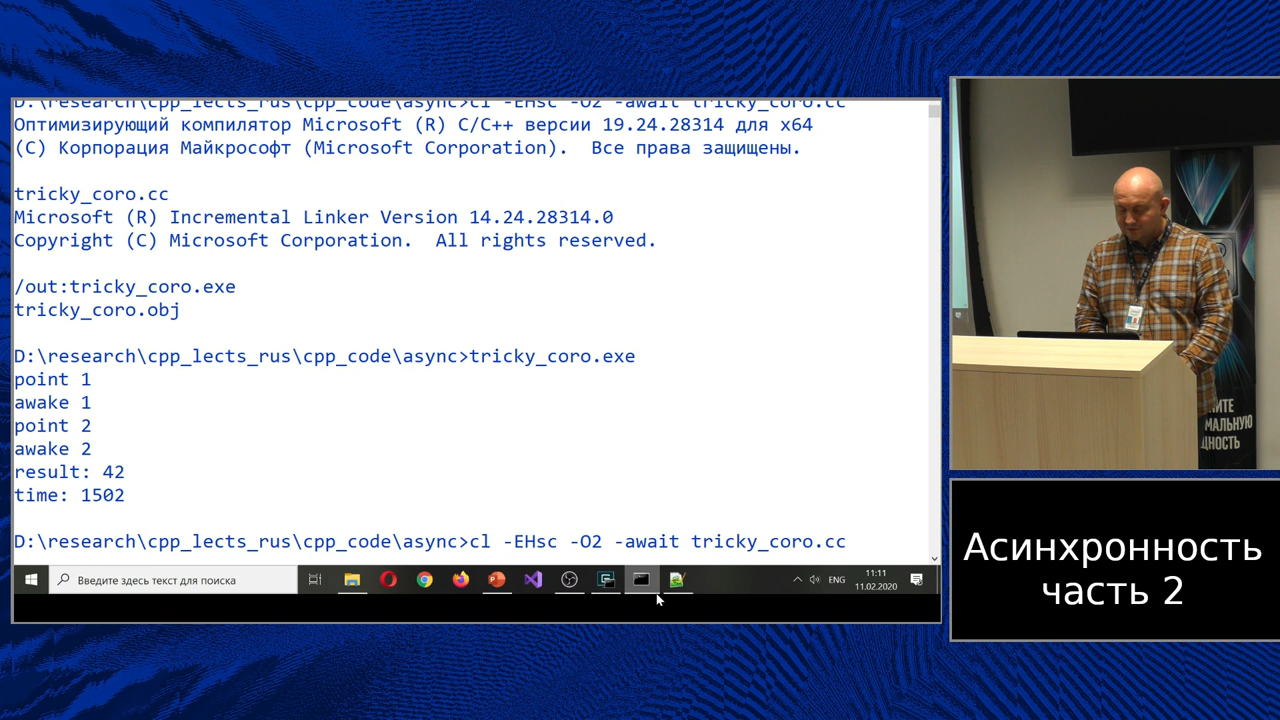 D:\research\cpp_lects_rus\cpp_code\async>cl -EHsc -O2 -await tricky_coro.cc
Оптимизирующий компилятор Microsoft (R) C/C++ версии 19.24.28314 для x64
(C) Корпорация Майкрософт (Microsoft Corporation).  Все права защищены.
tricky_coro.cc
Microsoft (R) Incremental Linker Version 14.24.28314.0
Copyright (C) Microsoft Corporation.  All rights reserved.
/out:tricky_coro.exe
tricky_coro.obj
D:\research\cpp_lects_rus\cpp_code\async>tricky_coro.exe
point 1
awake 1
point 2
awake 2
result: 42
time: 1502
D:\research\cpp_lects_rus\cpp_code\async>cl -EHsc -O2 -await tricky_coro.cc
Введите здесь текст для поиска
ENG
11:11
11.02.2020
МАЛЬНУЮ
Асинхронность
часть 2